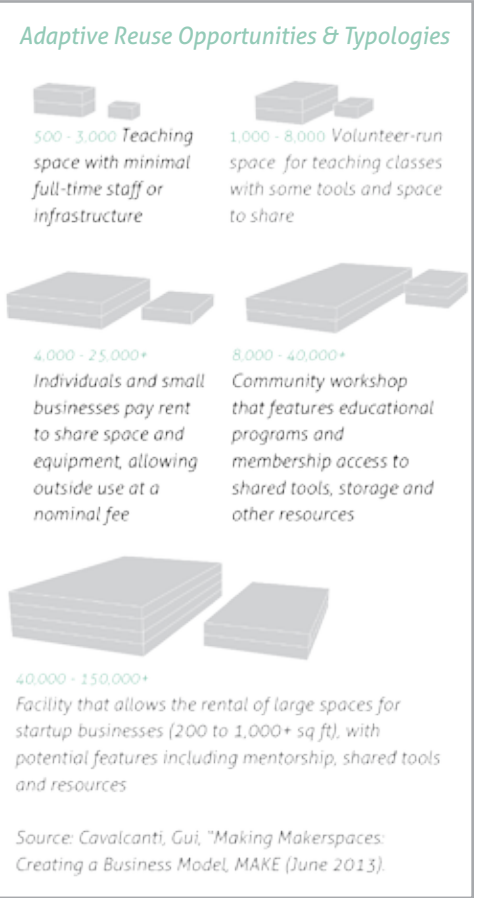 Adaptive Reuse Opportunities & Typologies
500 - 3,000 Teaching
space with minimal
full-time staff or
infrastructure
1,000 - 8,000 Volunteer-run
space for teaching classes
with some tools and space
to share
4,000 - 25,000+
Individuals and small
businesses pay rent
to share space and
equipment, allowing
outside use at a
nominal fee
8,000 - 40,000+
Community workshop
that features educational
programs and
membership access to
shared tools, storage and
other resources
40,000 - 150,000+
Facility that allows the rental of large spaces for
startup businesses (200 to 1,000+ sq ft), with
potential features including mentorship, shared tools
and resources
Source: Cavalcanti, Gui, "Making Makerspaces:
Creating a Business Model, MAKE (June 2013).